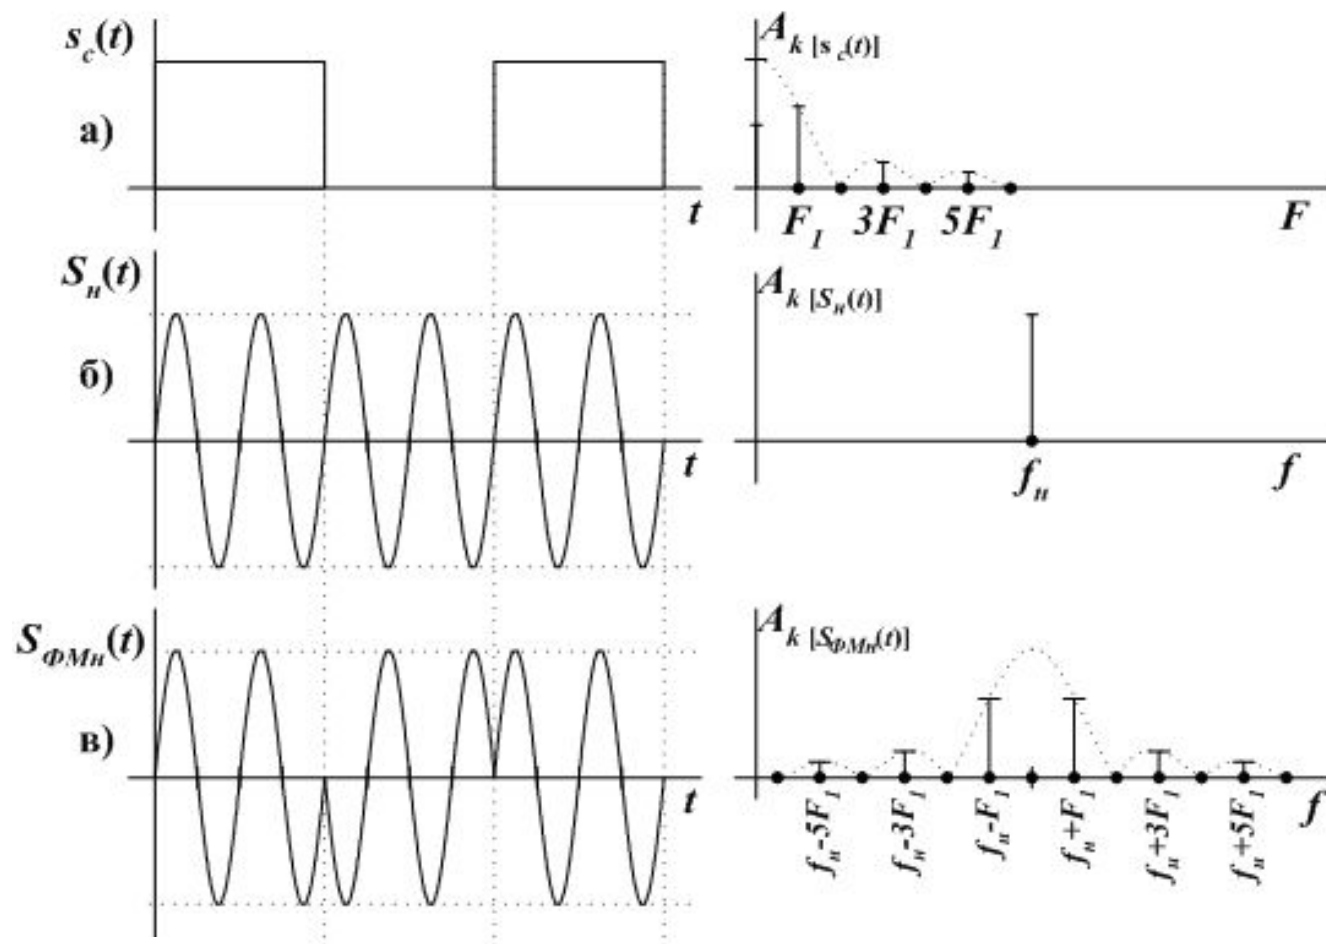 s_c(t)
а)
t
A_k [s_c(t)]
F_1 3F_1 5F_1
F
S_н(t)
б)
t
A_k [S_н(t)]
f_н
f
S_ФМн(t)
в)
t
A_k [S_ФМн(t)]
f_н-5F_1
f_н-3F_1
f_н-F_1
f_н+F_1
f_н+3F_1
f_н+5F_1
f